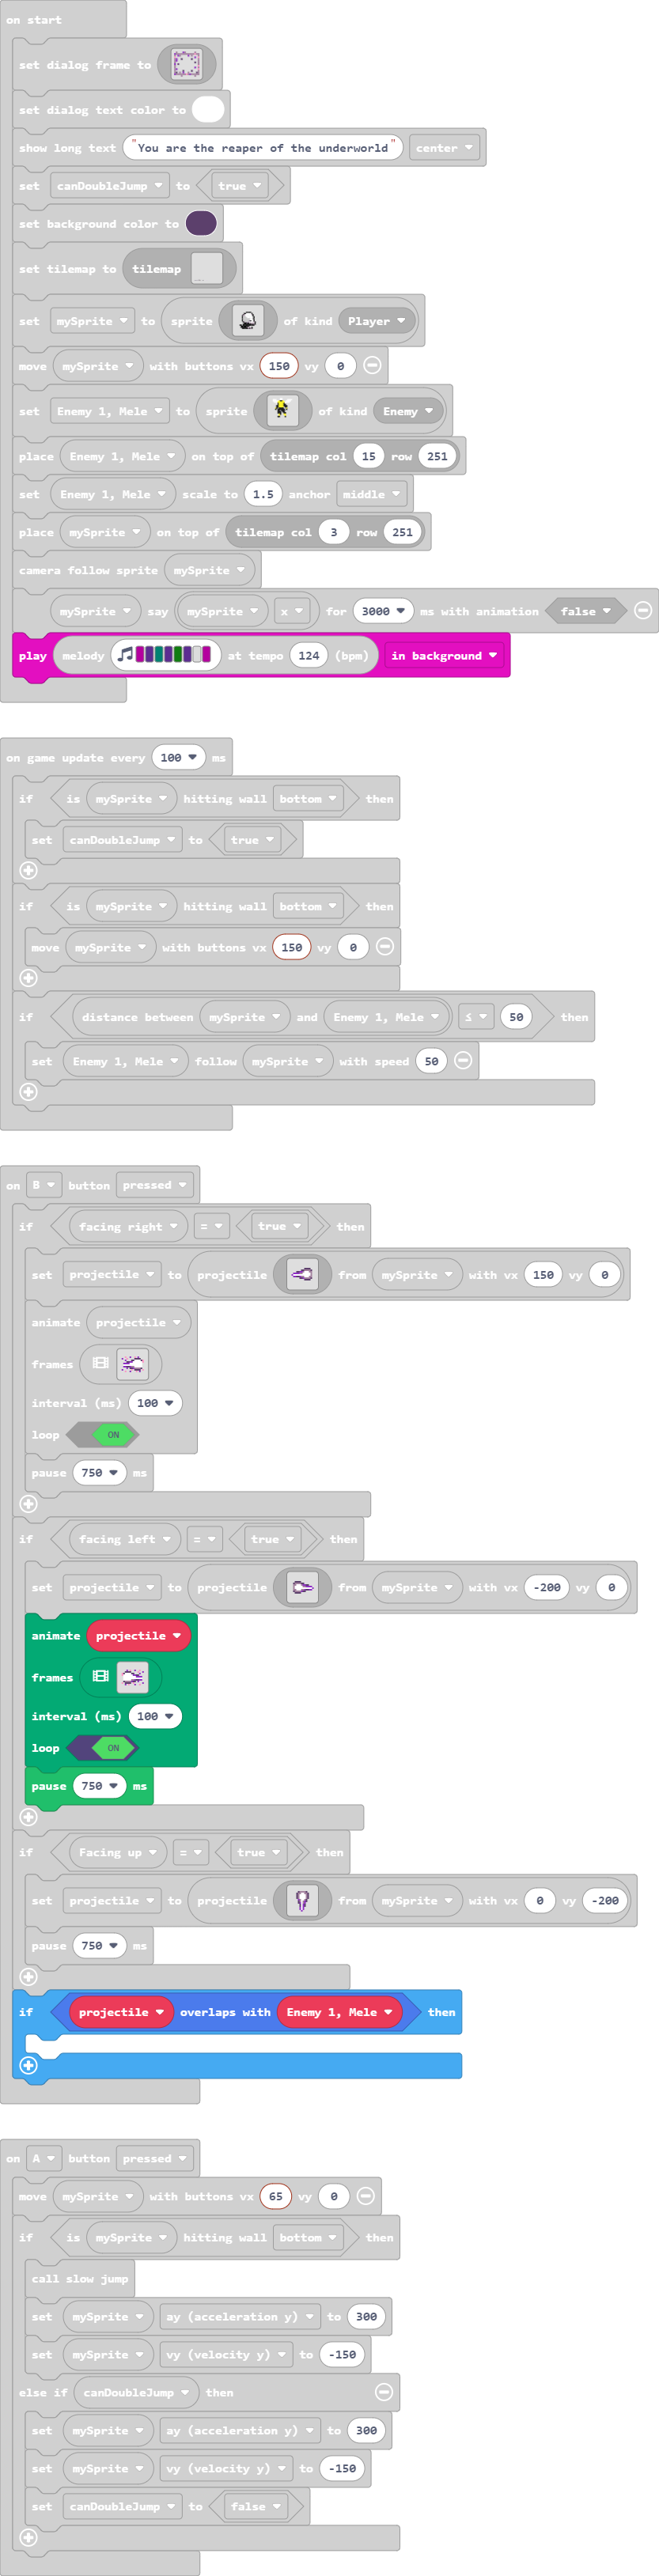 on start
set dialog frame to
set dialog text color to
show long text "You are the reaper of the underworld" center
set canDoubleJump to true
set background color to
set tilemap to tilemap
set mySprite to sprite of kind Player
move mySprite with buttons vx 150 vy 0
set Enemy 1, Mele to sprite of kind Enemy
place Enemy 1, Mele on top of tilemap col 15 row 251
set Enemy 1, Mele scale to 1.5 anchor middle
place mySprite on top of tilemap col 3 row 251
camera follow sprite mySprite
mySprite say mySprite x for 3000 ms with animation false
play melody at tempo 124 (bpm) in background
on game update every 100 ms
if is mySprite hitting wall bottom then
set canDoubleJump to true
if is mySprite hitting wall bottom then
move mySprite with buttons vx 150 vy 0
if distance between mySprite and Enemy 1, Mele ≤ 50 then
set Enemy 1, Mele follow mySprite with speed 50
on B button pressed
if facing right = true then
set projectile to projectile from mySprite with vx 150 vy 0
animate projectile
frames
interval (ms) 100
loop ON
pause 750 ms
if facing left = true then
set projectile to projectile from mySprite with vx -200 vy 0
animate projectile
frames
interval (ms) 100
loop ON
pause 750 ms
if Facing up = true then
set projectile to projectile from mySprite with vx 0 vy -200
pause 750 ms
if projectile overlaps with Enemy 1, Mele then
on A button pressed
move mySprite with buttons vx 65 vy 0
if is mySprite hitting wall bottom then
call slow jump
set mySprite ay (acceleration y) to 300
set mySprite vy (velocity y) to -150
else if canDoubleJump then
set mySprite ay (acceleration y) to 300
set mySprite vy (velocity y) to -150
set canDoubleJump to false